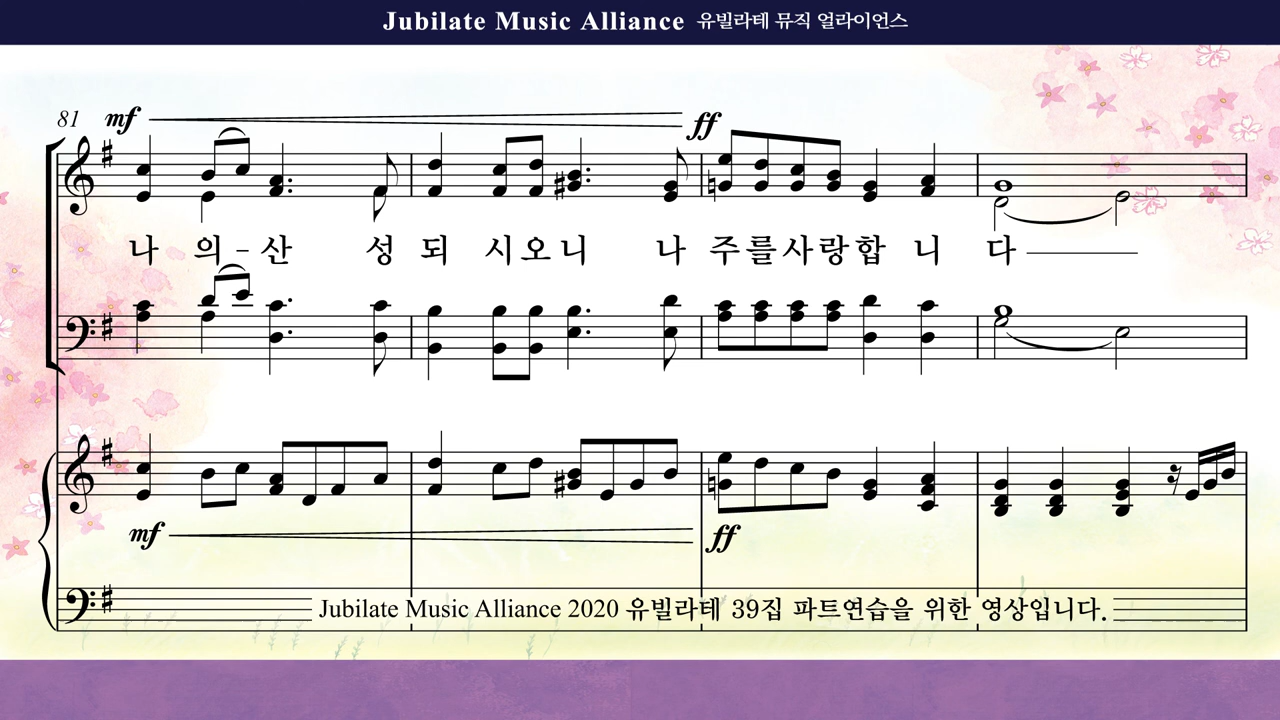 Jubilate Music Alliance 유빌라테 뮤직 얼라이언스
81 mf ff
나 의 - 산 성 되 시 오 니 나 주 를 사 랑 합 니 다
mf ff
Jubilate Music Alliance 2020 유빌라테 39집 파트연습을 위한 영상입니다.